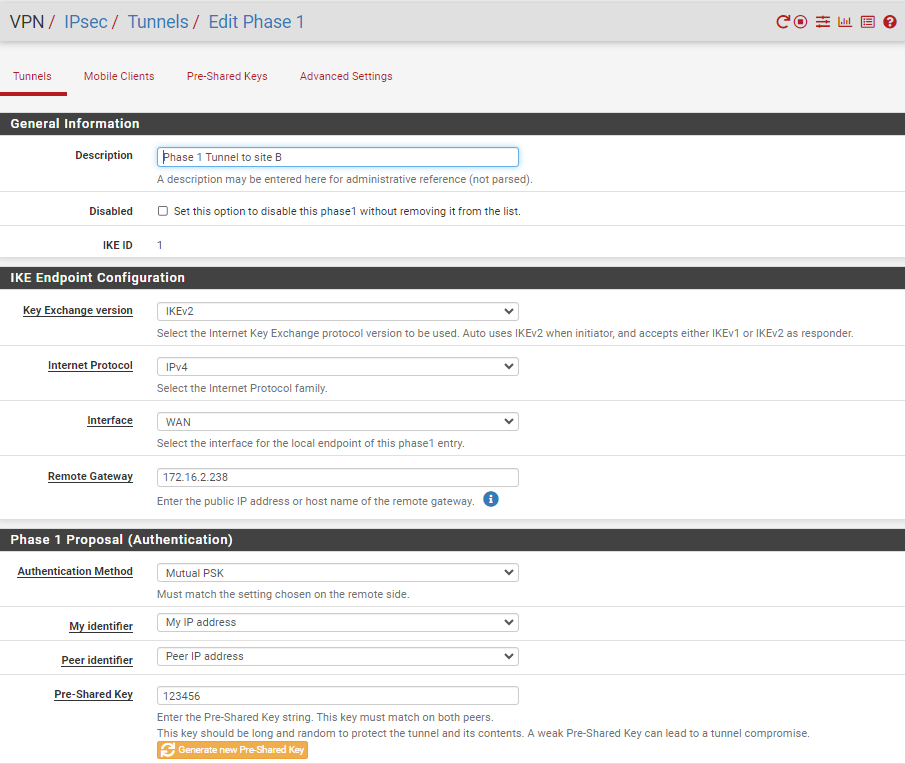 VPN / IPsec / Tunnels / Edit Phase 1
Tunnels Mobile Clients Pre-Shared Keys Advanced Settings
General Information
Description Phase 1 Tunnel to site B
A description may be entered here for administrative reference (not parsed).
Disabled Set this option to disable this phase1 without removing it from the list.
IKE ID 1
IKE Endpoint Configuration
Key Exchange version IKEv2
Select the Internet Key Exchange protocol version to be used. Auto uses IKEv2 when initiator, and accepts either IKEv1 or IKEv2 as responder.
Internet Protocol IPv4
Select the Internet Protocol family.
Interface WAN
Select the interface for the local endpoint of this phase1 entry.
Remote Gateway 172.16.2.238
Enter the public IP address or host name of the remote gateway.
Phase 1 Proposal (Authentication)
Authentication Method Mutual PSK
Must match the setting chosen on the remote side.
My identifier My IP address
Peer identifier Peer IP address
Pre-Shared Key 123456
Enter the Pre-Shared Key string. This key must match on both peers.
This key should be long and random to protect the tunnel and its contents. A weak Pre-Shared Key can lead to a tunnel compromise.
Generate new Pre-Shared Key